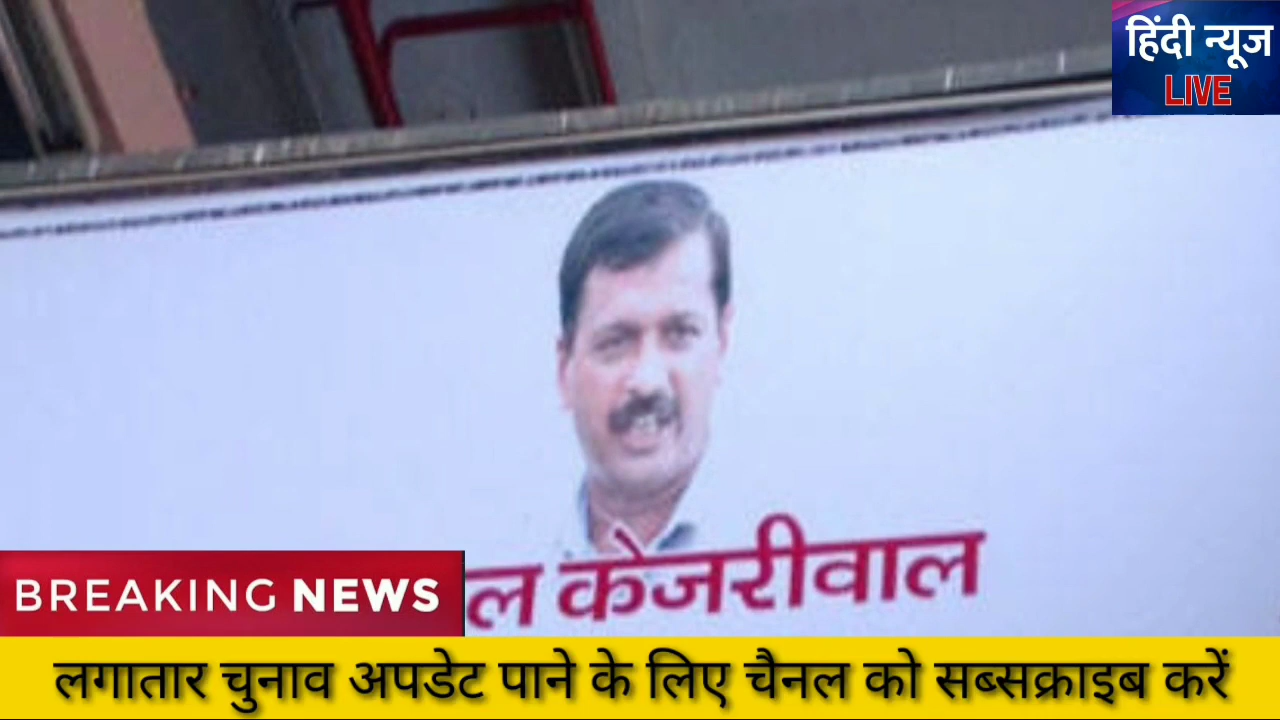 हिंदी न्यूज
LIVE
ल केजरीवाल
BREAKING NEWS
लगातार चुनाव अपडेट पाने के लिए चैनल को सब्सक्राइब करें